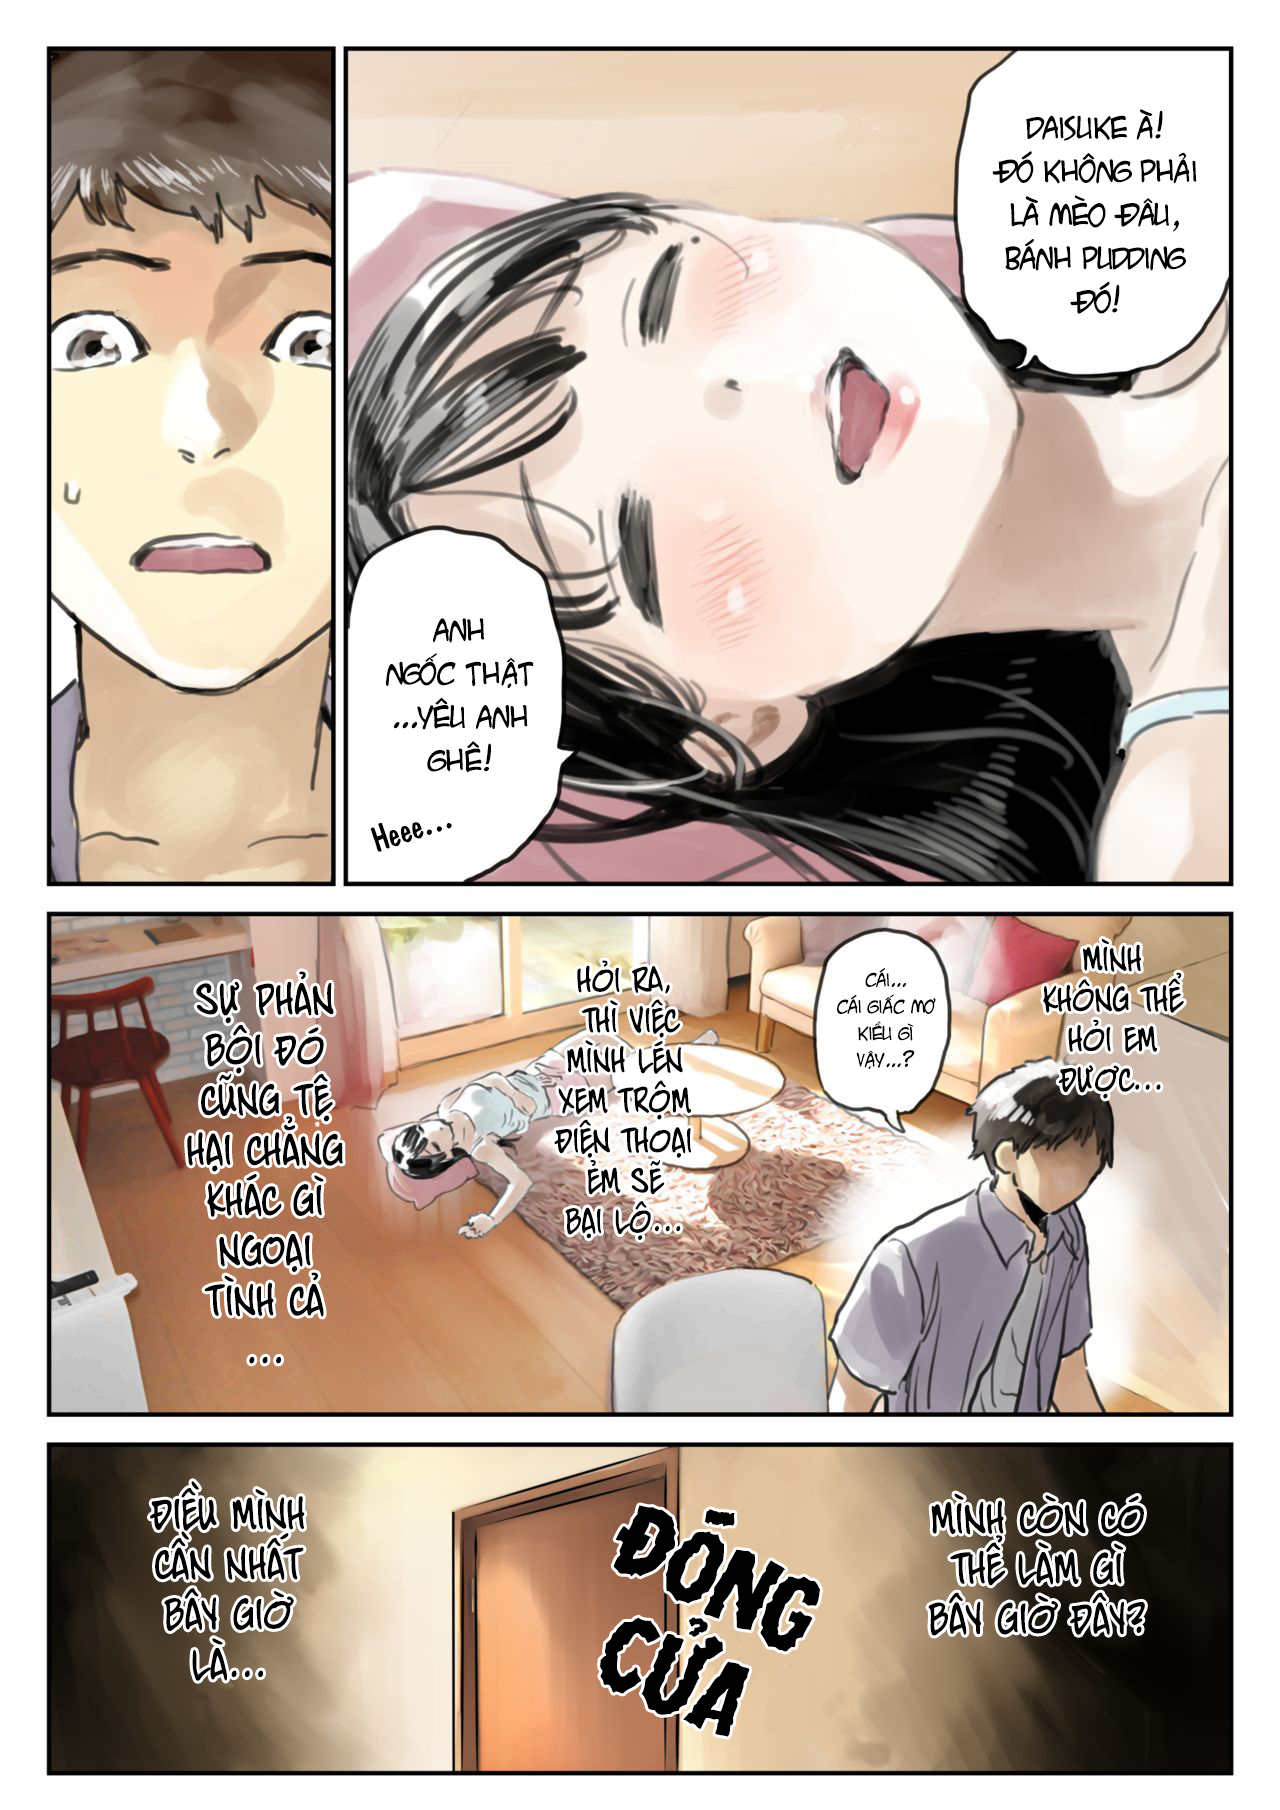 DAISUKE À!
ĐÓ KHÔNG PHẢI
LÀ MÈO ĐÂU,
BÁNH PUDDING
ĐÓ!
ANH
NGỐC THẬT
...YÊU ANH
GHÊ!
Heee...
MÌNH
KHÔNG THỂ
HỎI EM
ĐƯỢC...
CÁI...
CÁI GIẤC MƠ
KIỂU GÌ
VẬY...?
HỎI RA,
THÌ VIỆC
MÌNH LÉN
XEM TRỘM
ĐIỆN THOẠI
ẺM SẼ
BẠI LỘ...
SỰ PHẢN
BỘI ĐÓ
CŨNG TỆ
HẠI CHẲNG
KHÁC GÌ
NGOẠI
TÌNH CẢ
...
MÌNH CÒN CÓ
THỂ LÀM GÌ
BÂY GIỜ ĐÂY?
ĐÓNG
CỬA
ĐIỀU MÌNH
CẦN NHẤT
BÂY GIỜ
LÀ...